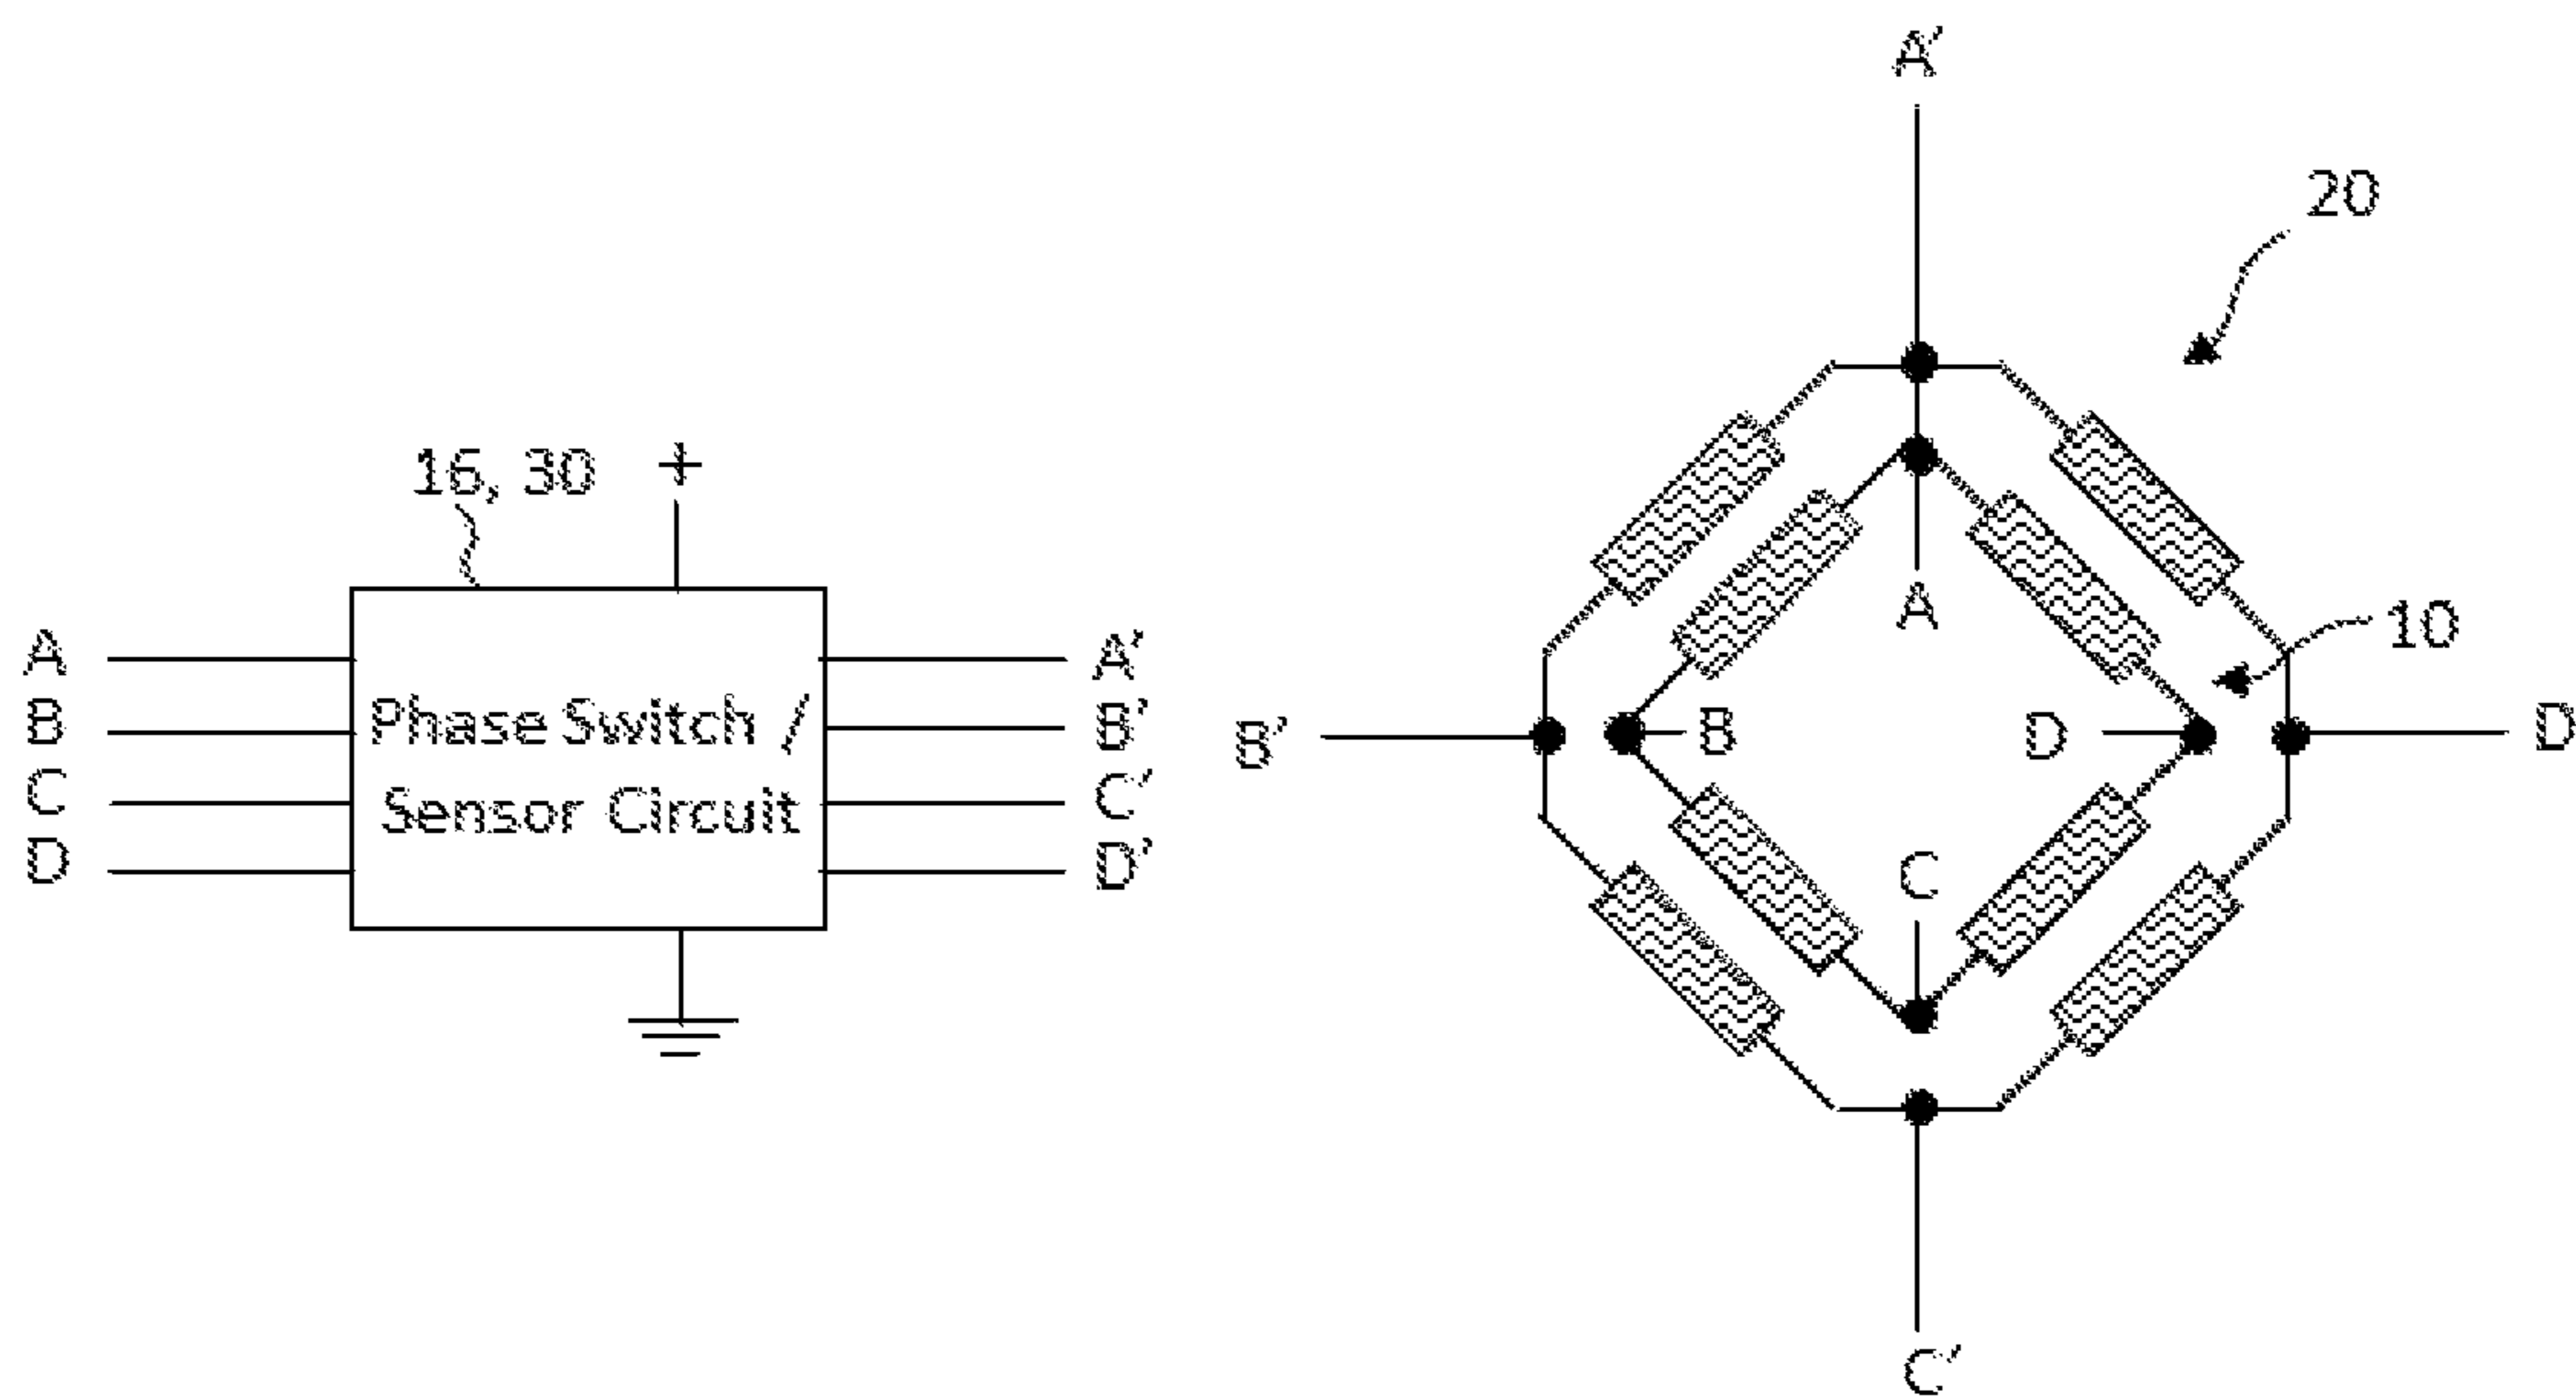 16, 30
+
A
B
C
D
Phase Switch /
Sensor Circuit
A'
B'
C'
D'
A'
20
A
10
B'
B
D
D
C
C'